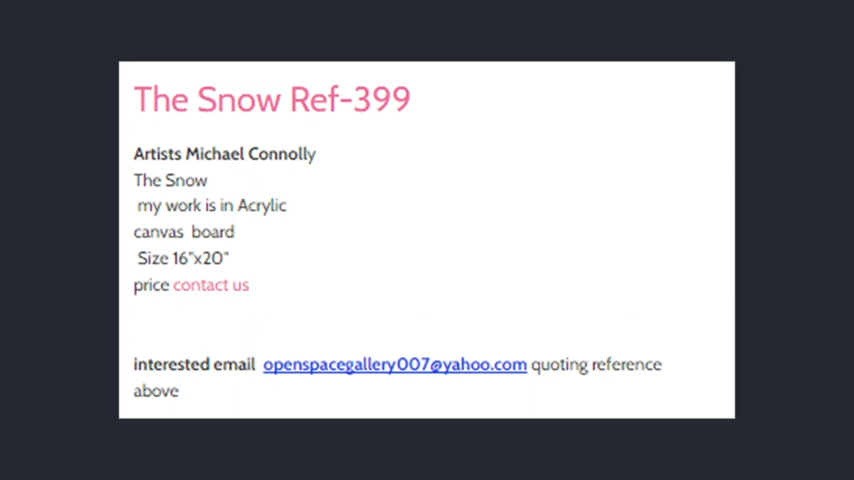 The Snow Ref-399
Artists Michael Connolly
The Snow
my work is in Acrylic
canvas board
Size 16"x20"
price contact us
interested email openspacegallery007@yahoo.com quoting reference
above